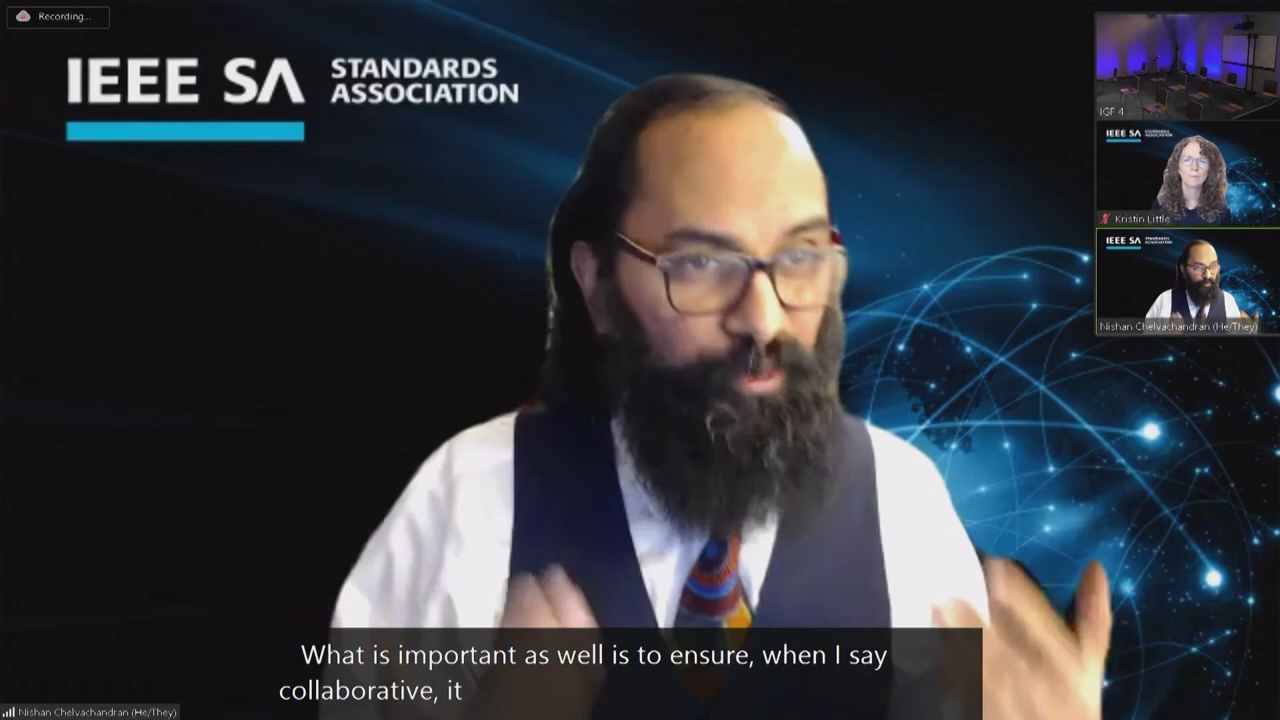 Recording...
IEEE SA STANDARDS
ASSOCIATION
IGF 4
IEEE SA STANDARDS
ASSOCIATION
Kristin Little
IEEE SA STANDARDS
ASSOCIATION
Nishan Chelvachandran (He/They)
What is important as well is to ensure, when I say
collaborative, it
Nishan Chelvachandran (He/They)